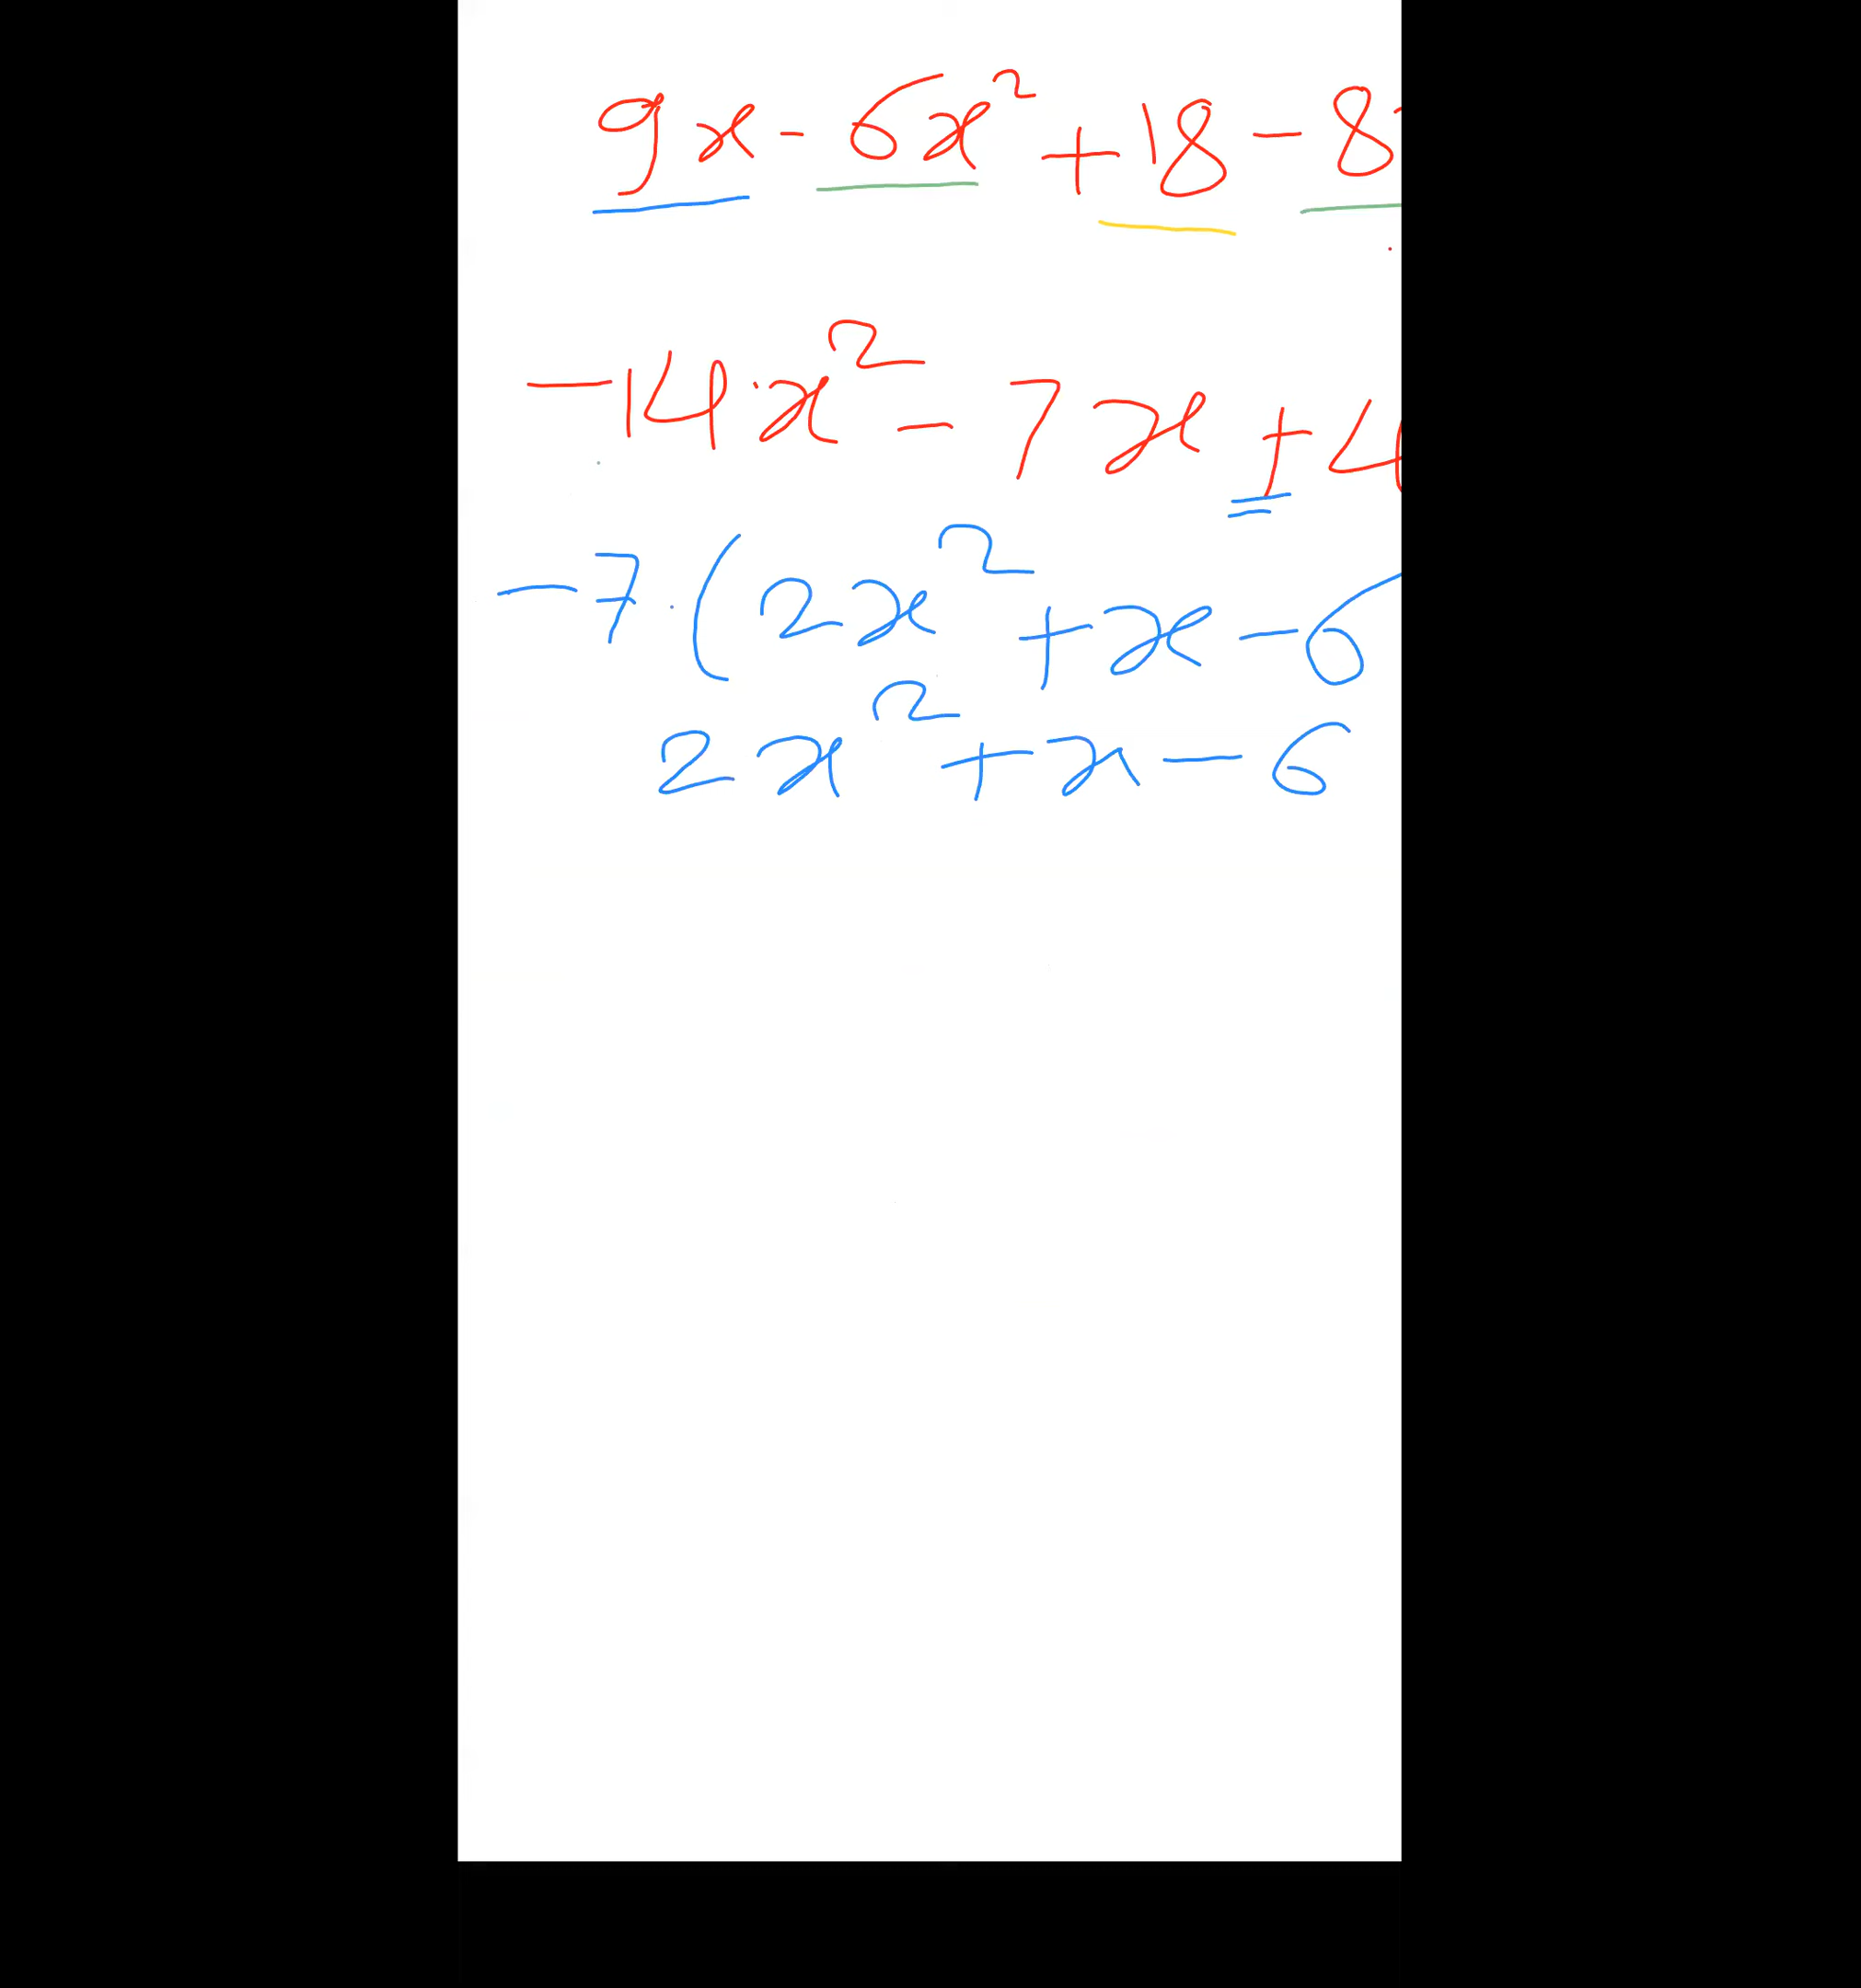 9x - 6x² + 18 - 8
-14x² - 7x + 4
-7 · (2x² + x - 6
2x² + x - 6